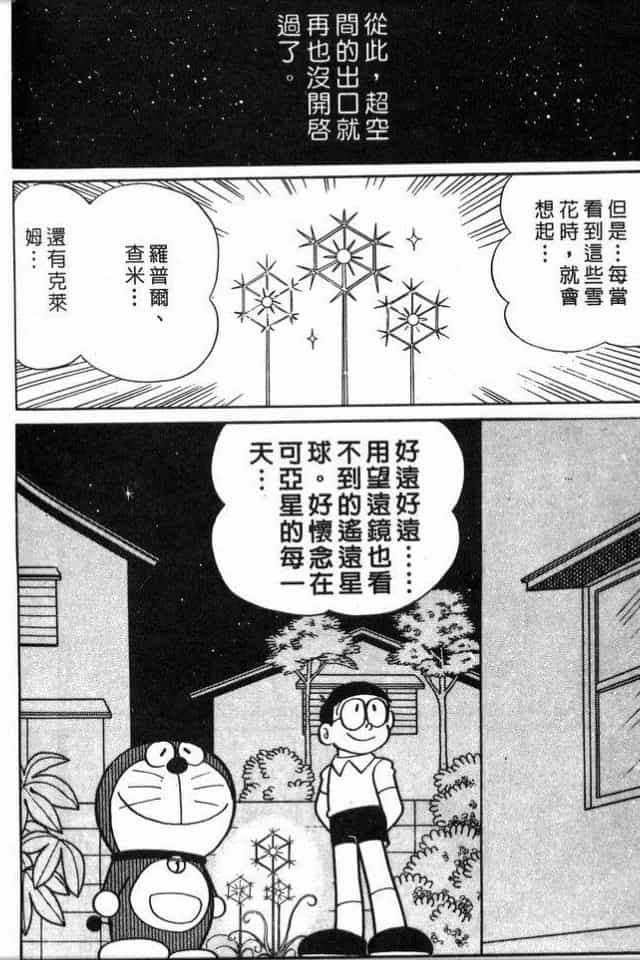 從此，超空
間的出口就
再也沒開啓
過了。
但是…每當
看到這些雪
花時，就會
想起…
羅普爾、
查米…
還有克萊
姆…
好遠好遠……
用望遠鏡也看
不到的遙遠星
球。好懷念在
可亞星的每一
天…